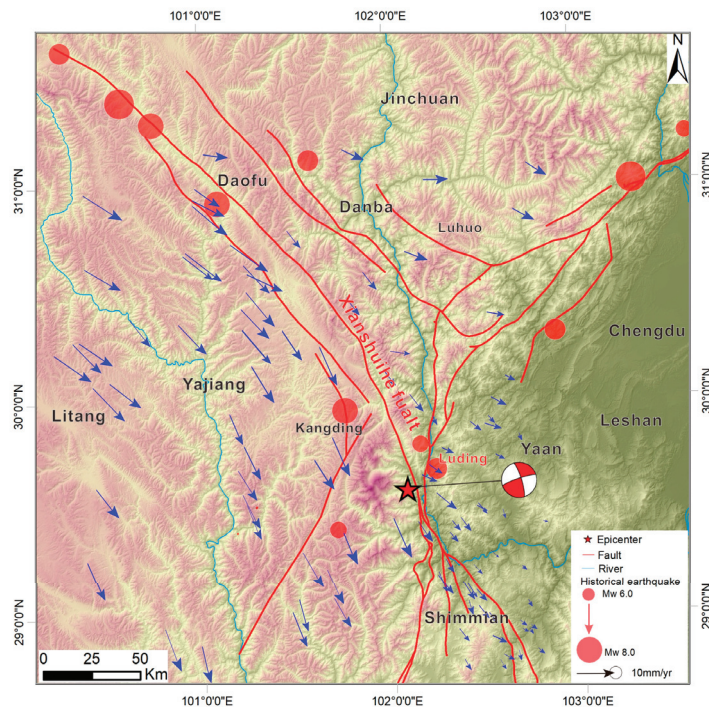 101°0'0"E 102°0'0"E 103°0'0"E
N
Jinchuan
31°0'0"N 31°0'0"N
Daofu
Danba
Luhuo
Xianshuihe fualt
Chengdu
30°0'0"N 30°0'0"N
Yajiang
Litang
Kangding
Leshan
Luding
Yaan
Epicenter
Fault
River
Historical earthquake
Mw 6.0
Mw 8.0
10mm/yr
29°0'0"N 29°0'0"N
Shimmian
0 25 50
Km
101°0'0"E 102°0'0"E 103°0'0"E